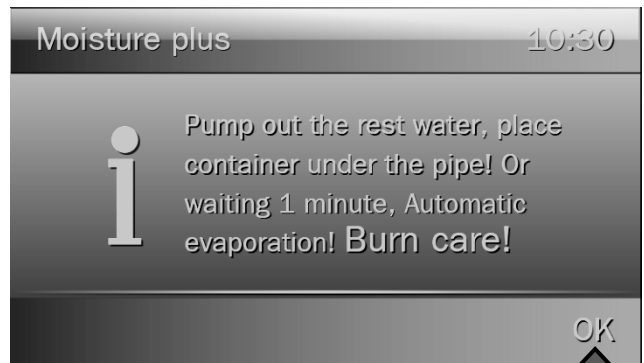 Moisture plus 10:30
Pump out the rest water, place
container under the pipe! Or
waiting 1 minute, Automatic
evaporation! Burn care!
OK